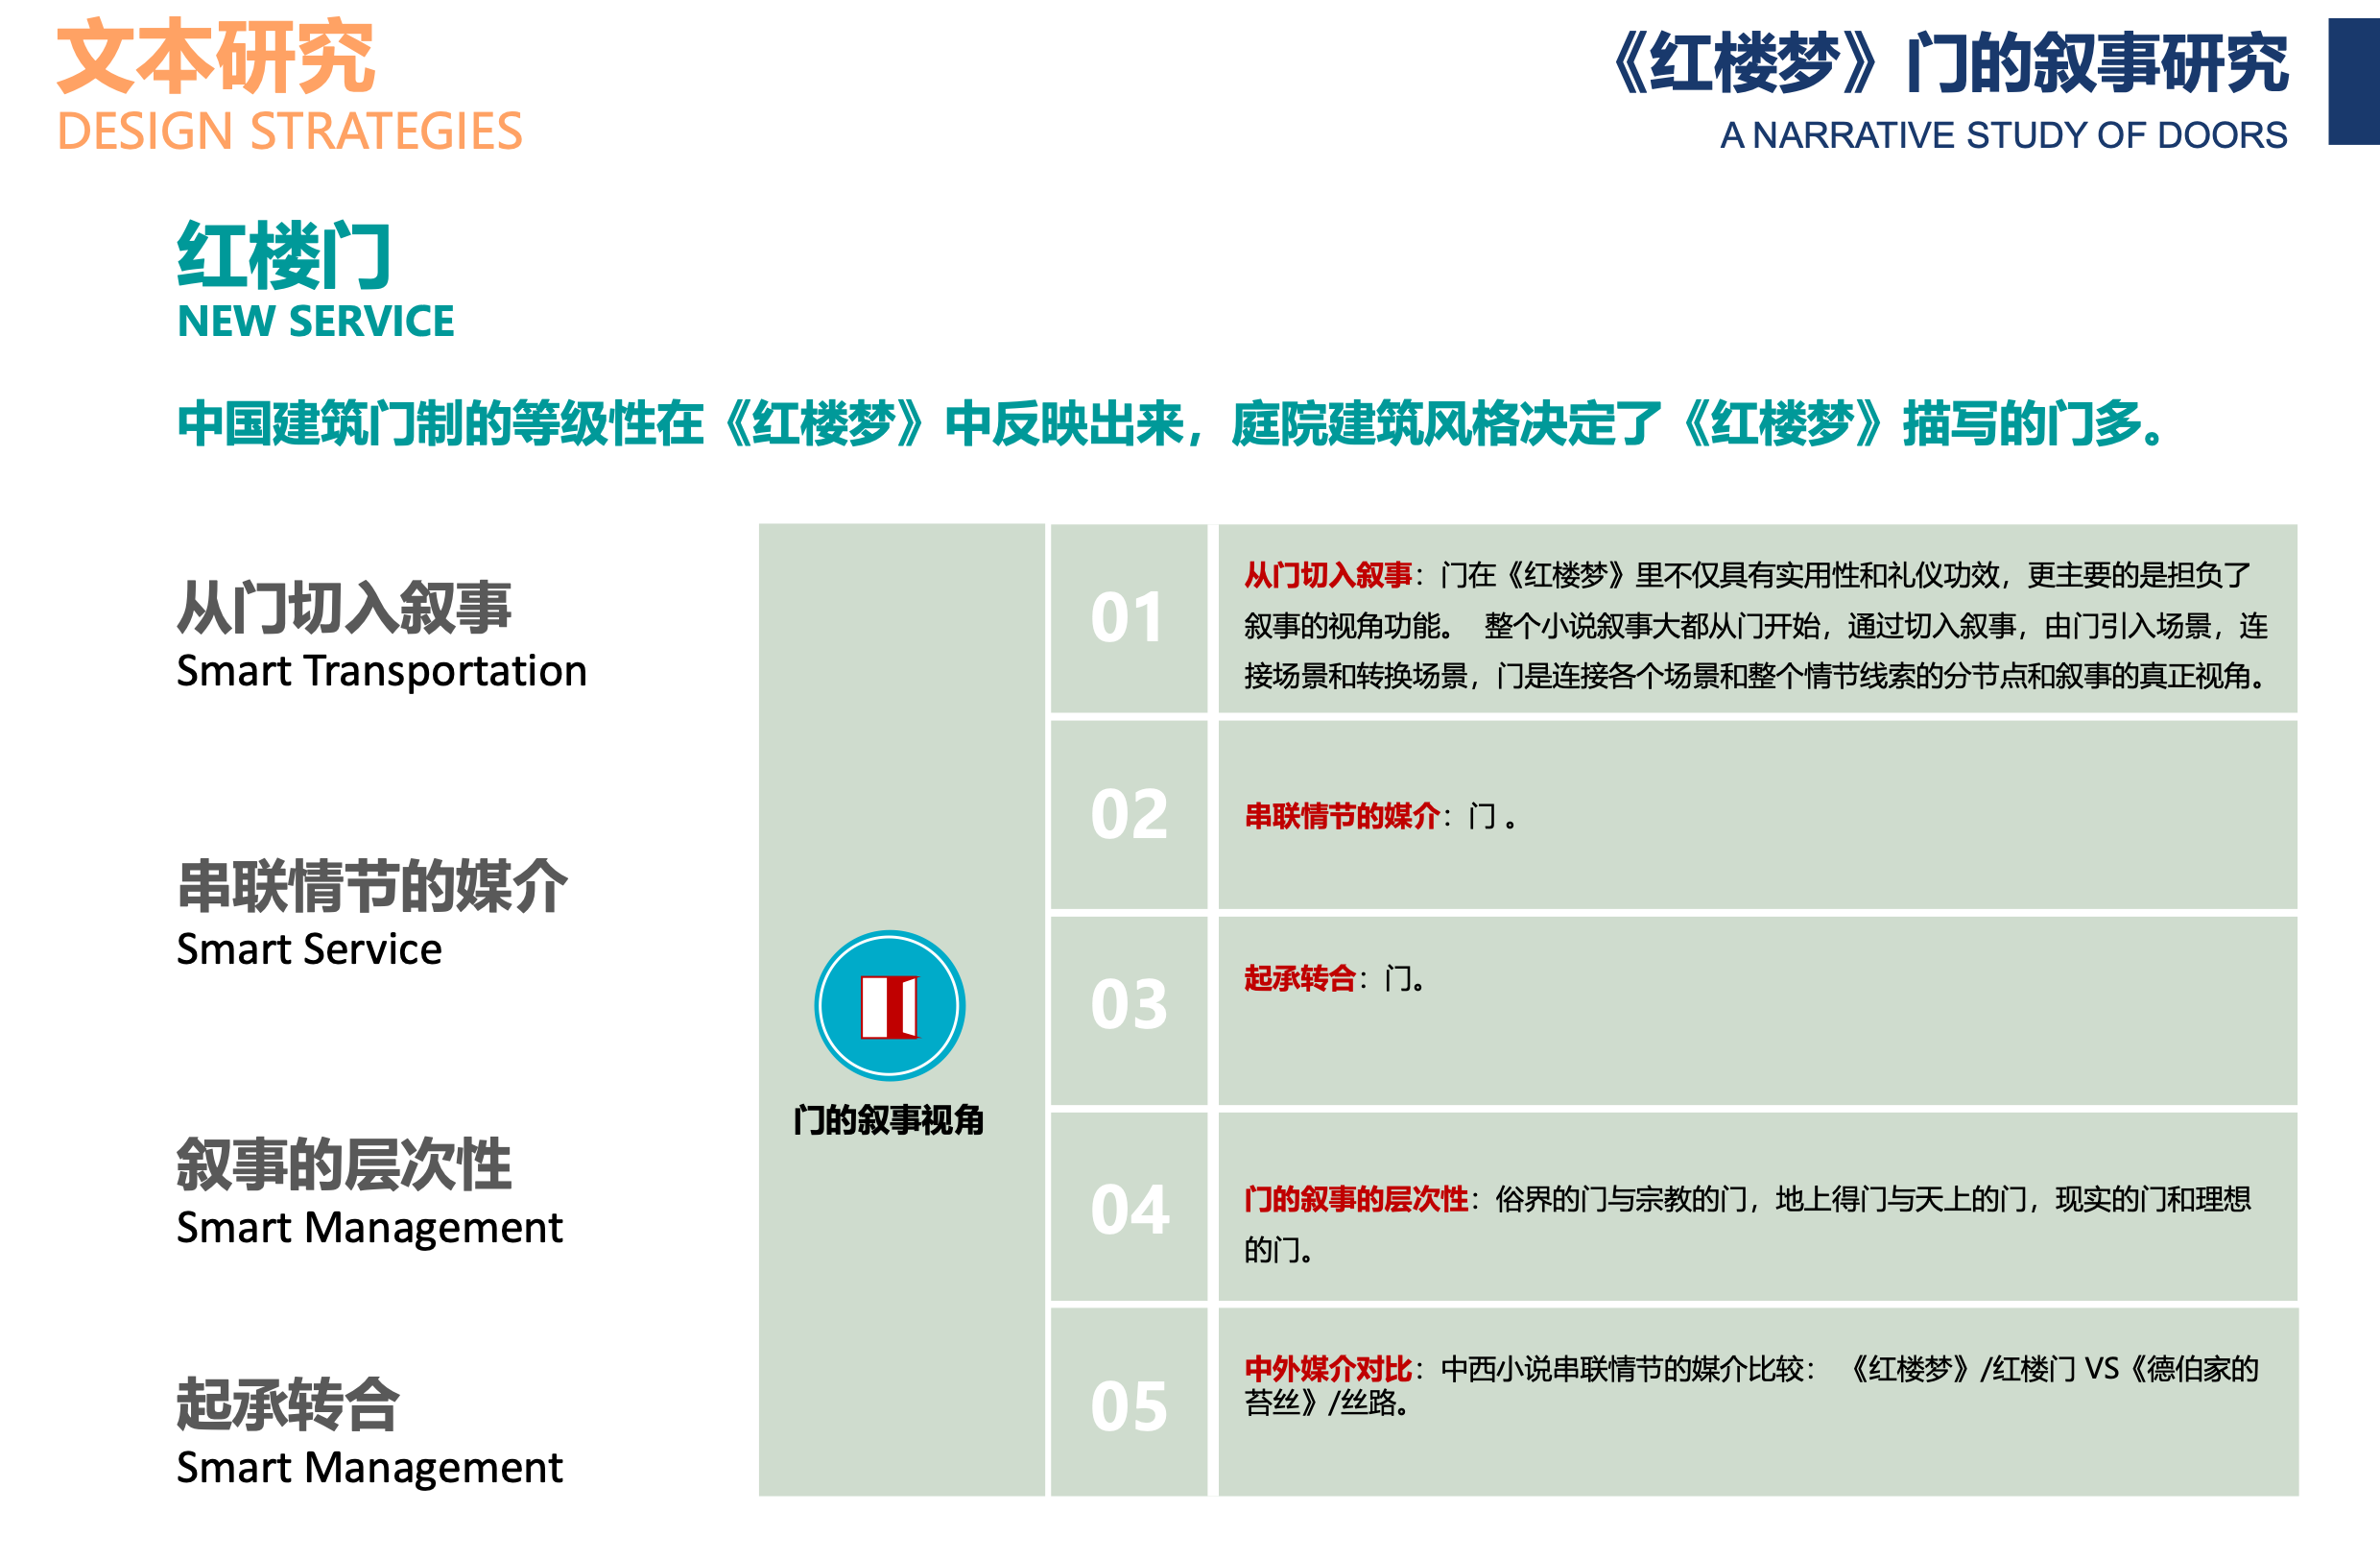 文本研究
DESIGN STRATEGIES
《红楼梦》门的叙事研究
A NARRATIVE STUDY OF DOORS
红楼门
NEW SERVICE
中国建筑门制的等级性在《红楼梦》中反映出来，庭院建筑风格决定了《红楼梦》描写的门多。
从门切入叙事
Smart Transportation
串联情节的媒介
Smart Service
叙事的层次性
Smart Management
起承转合
Smart Management
门的叙事视角
01
从门切入叙事：门在《红楼梦》里不仅具有实用性和礼仪功效，更主要的是担负了
叙事的视角功能。 整个小说叙事大都从门开始，通过切入叙事，由门引入场景，连
接场景和转换场景，门是连接各个场景和整个情节线索的分节点和叙事的真正视角。
02
串联情节的媒介：门 。
03
起承转合：门。
04
门的叙事的层次性：俗界的门与宗教的门，地上得门与天上的门，现实的门和理想
的门。
05
中外媒介对比：中西小说串联情节的媒介比较： 《红楼梦》/红楼门 VS《德伯家的
苔丝》/丝路。